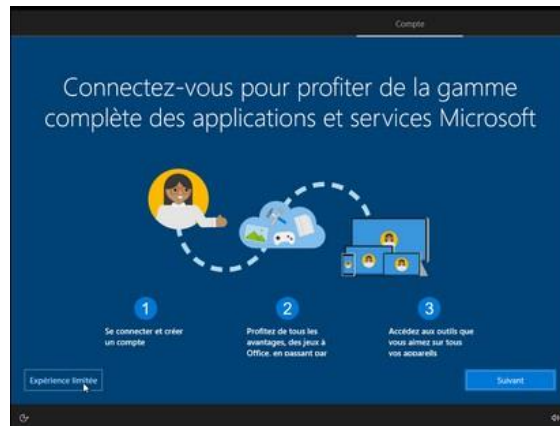 Compte
Connectez-vous pour profiter de la gamme
complète des applications et services Microsoft
1
Se connecter et créer
un compte
2
Profitez de tous les
avantages, des jeux à
Office, en passant par
3
Accédez aux outils que
vous aimez sur tous
vos appareils
Expérience limitée
Suivant